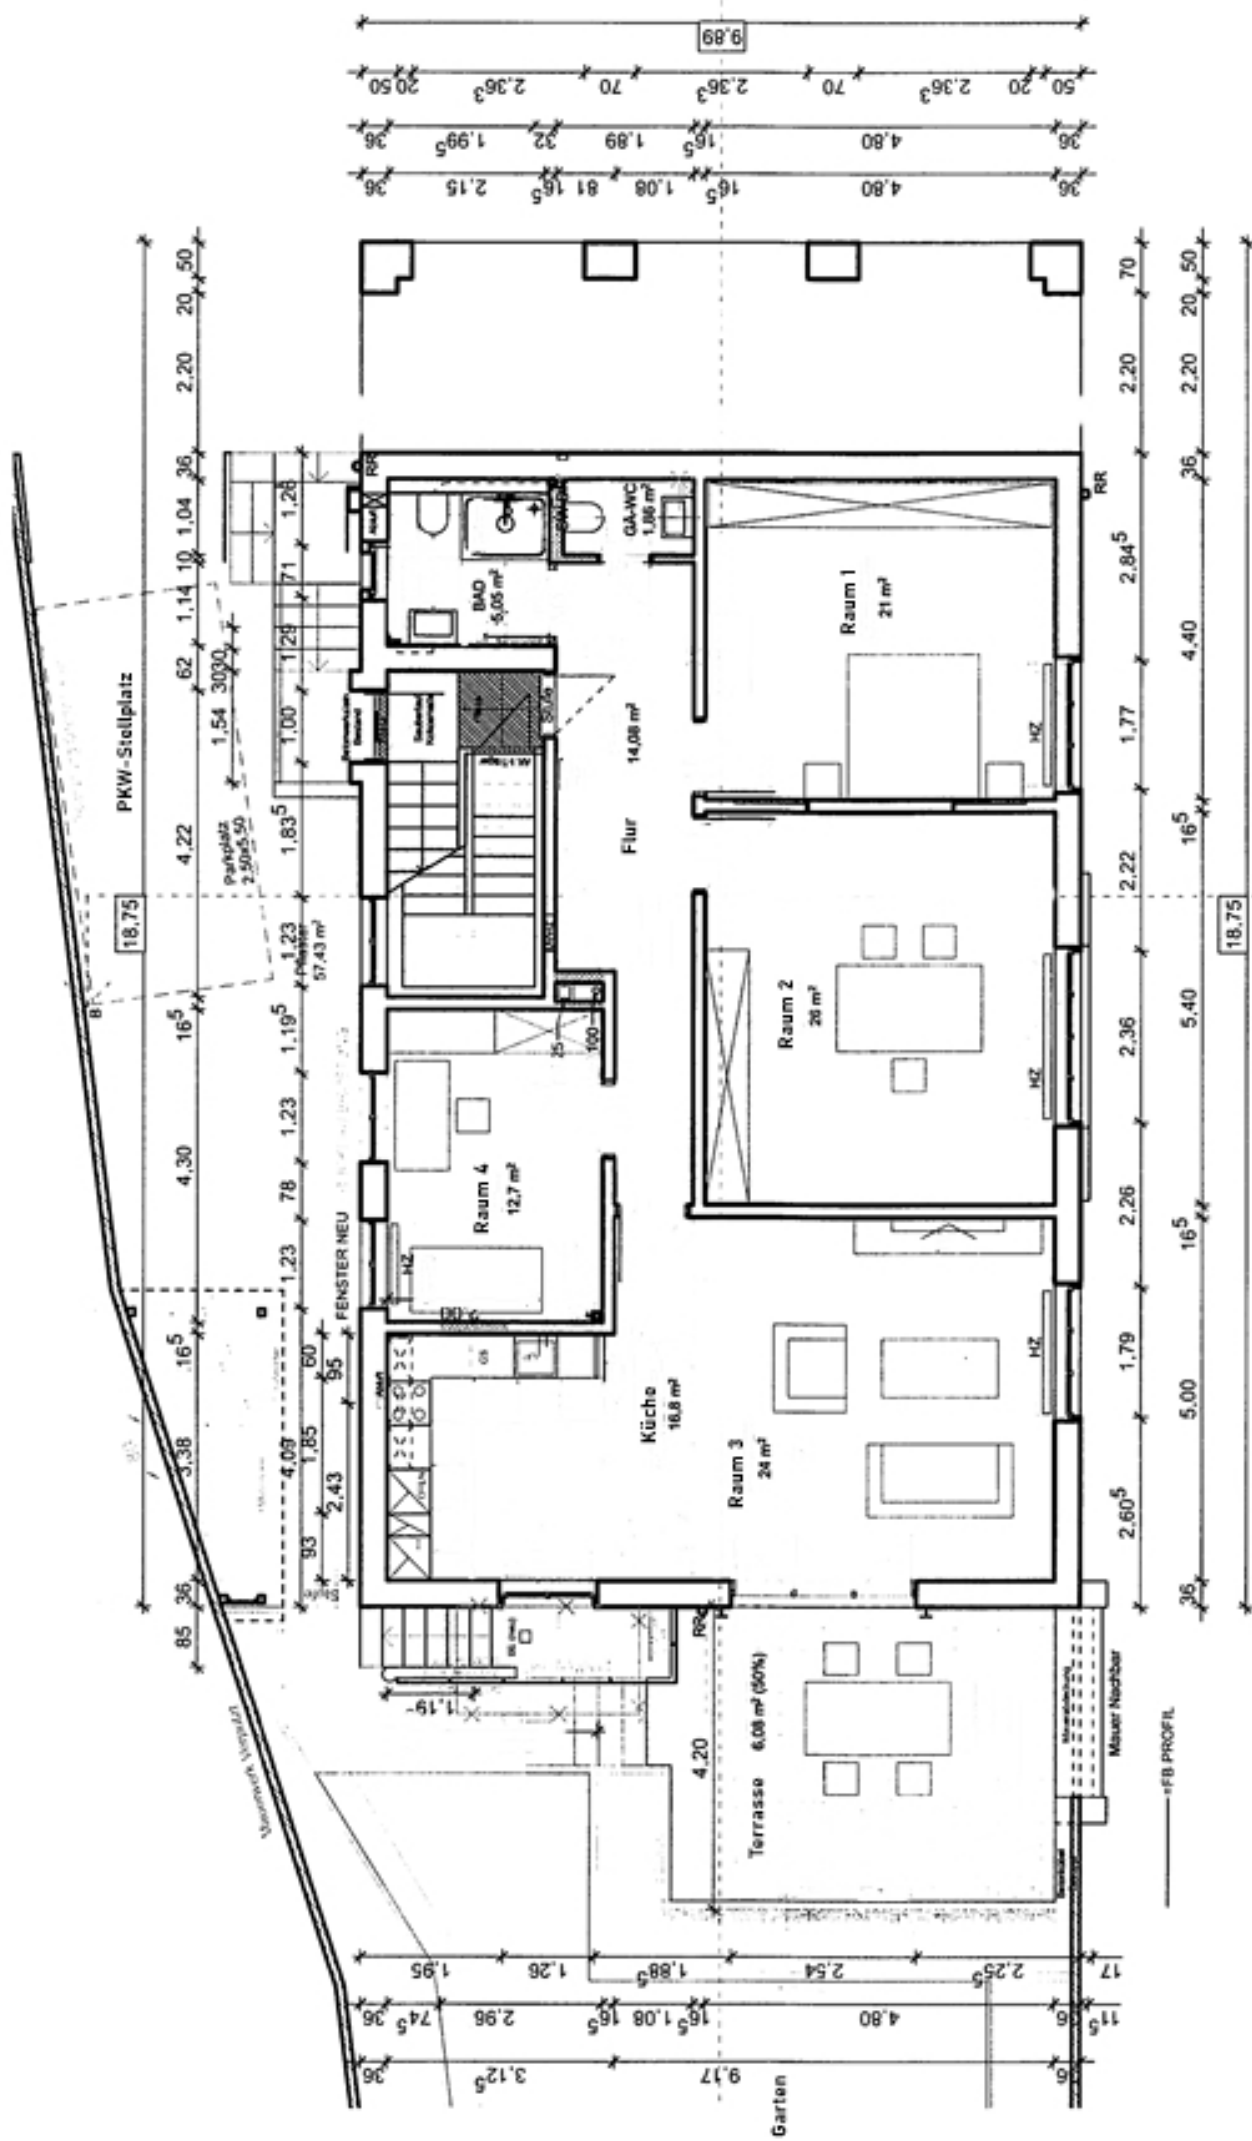 9,89
50
20
2,36³
70
2,36³
70
2,36³
20
50
36
1,99⁵
32
1,89
16⁵
4,80
36
36
2,15
16⁵
81
1,08
16⁵
4,80
36
PKW-Stellplatz
18,75
50
20
2,20
36
1,04
10
1,14
62
4,22
16⁵
4,30
16⁵
3,38
36
85
30
30
1,54
Parkplatz
2.50x5.50
1,26
71
1,29
1,00
1,83⁵
1,23
57,43 m²
1,19⁵
1,23
78
1,23
60
1,85
93
4,09
95
2,43
FENSTER NEU
RR
BAD
5,05 m²
GÄ-WC
1,86 m²
Raum 1
21 m²
HZ
RR
14,08 m²
Flur
Raum 2
26 m²
HZ
25
100
Raum 4
12,7 m²
HZ
GS
Küche
16,8 m²
Raum 3
24 m²
HZ
RR
1,19
4,20
Terrasse
6,08 m² (50%)
Mauer Nachbar
FB PROFIL
Mauerwerk Verputzt
70
2,20
2,84⁵
1,77
2,22
2,36
2,26
1,79
2,60⁵
50
20
2,20
36
4,40
16⁵
5,40
16⁵
5,00
36
18,75
1,95
1,26
1,88⁵
2,54
2,25⁵
17
36
74⁵
2,96
16⁵
1,08
16⁵
4,80
11⁵
36
3,12⁵
9,17
Garten